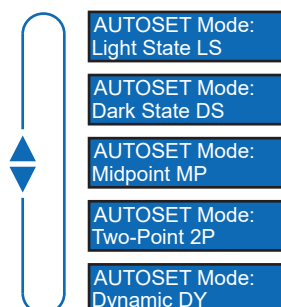 AUTOSET Mode:
Light State LS
AUTOSET Mode:
Dark State DS
AUTOSET Mode:
Midpoint MP
AUTOSET Mode:
Two-Point 2P
AUTOSET Mode:
Dynamic DY